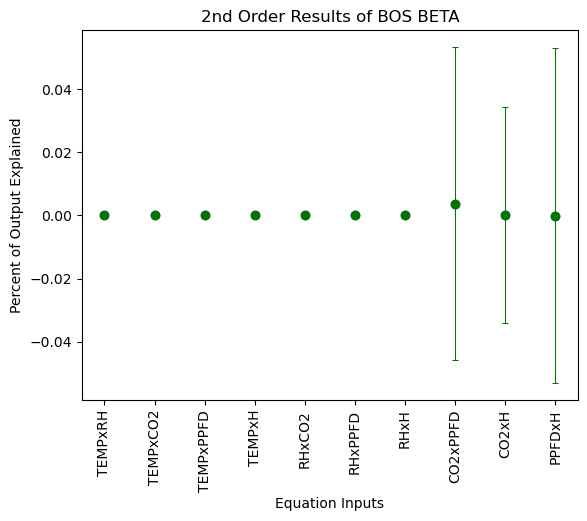 2nd Order Results of BOS BETA
Percent of Output Explained
0.04
0.02
0.00
−0.02
−0.04
TEMPxRH
TEMPxCO2
TEMPxPPFD
TEMPxH
RHxCO2
RHxPPFD
RHxH
CO2xPPFD
CO2xH
PPFDxH
Equation Inputs